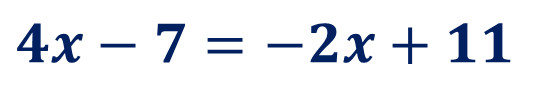 4x − 7 = −2x + 11